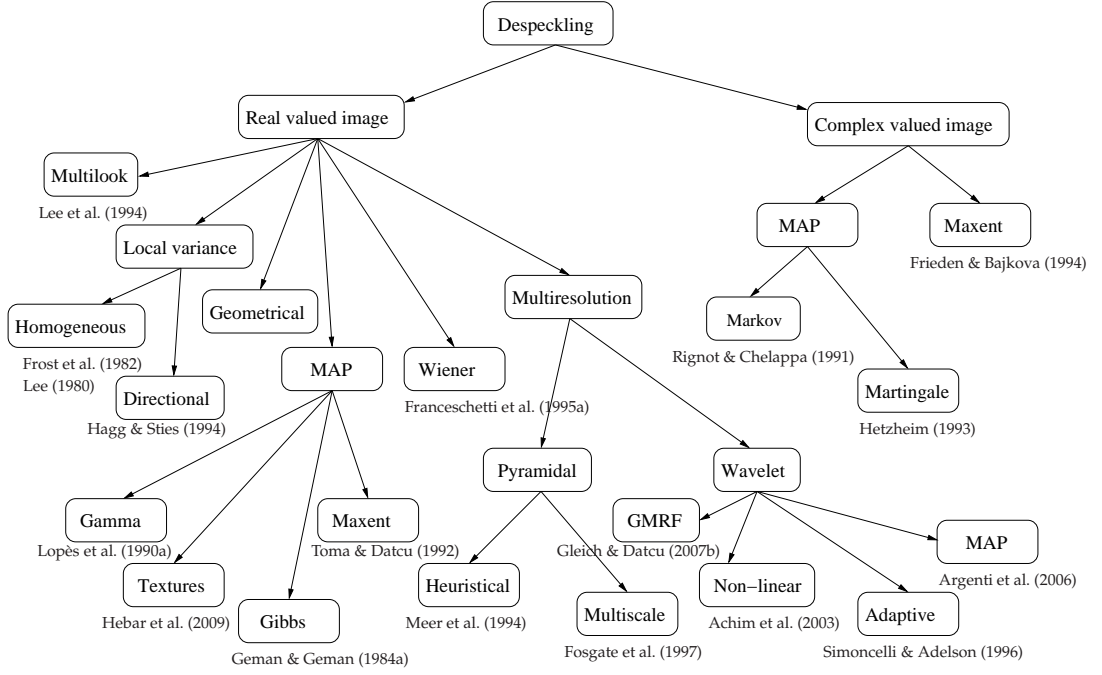 Despeckling
Real valued image
Complex valued image
Multilook
Lee et al. (1994)
MAP
Maxent
Frieden & Bajkova (1994)
Local variance
Geometrical
Multiresolution
Homogeneous
Frost et al. (1982)
Lee (1980)
Markov
Rignot & Chelappa (1991)
MAP
Wiener
Franceschetti et al. (1995a)
Directional
Hagg & Sties (1994)
Martingale
Hetzheim (1993)
Pyramidal
Wavelet
Gamma
Lopès et al. (1990a)
Maxent
Toma & Datcu (1992)
GMRF
Gleich & Datcu (2007b)
MAP
Argenti et al. (2006)
Textures
Hebar et al. (2009)
Heuristical
Meer et al. (1994)
Non−linear
Achim et al. (2003)
Gibbs
Geman & Geman (1984a)
Multiscale
Fosgate et al. (1997)
Adaptive
Simoncelli & Adelson (1996)